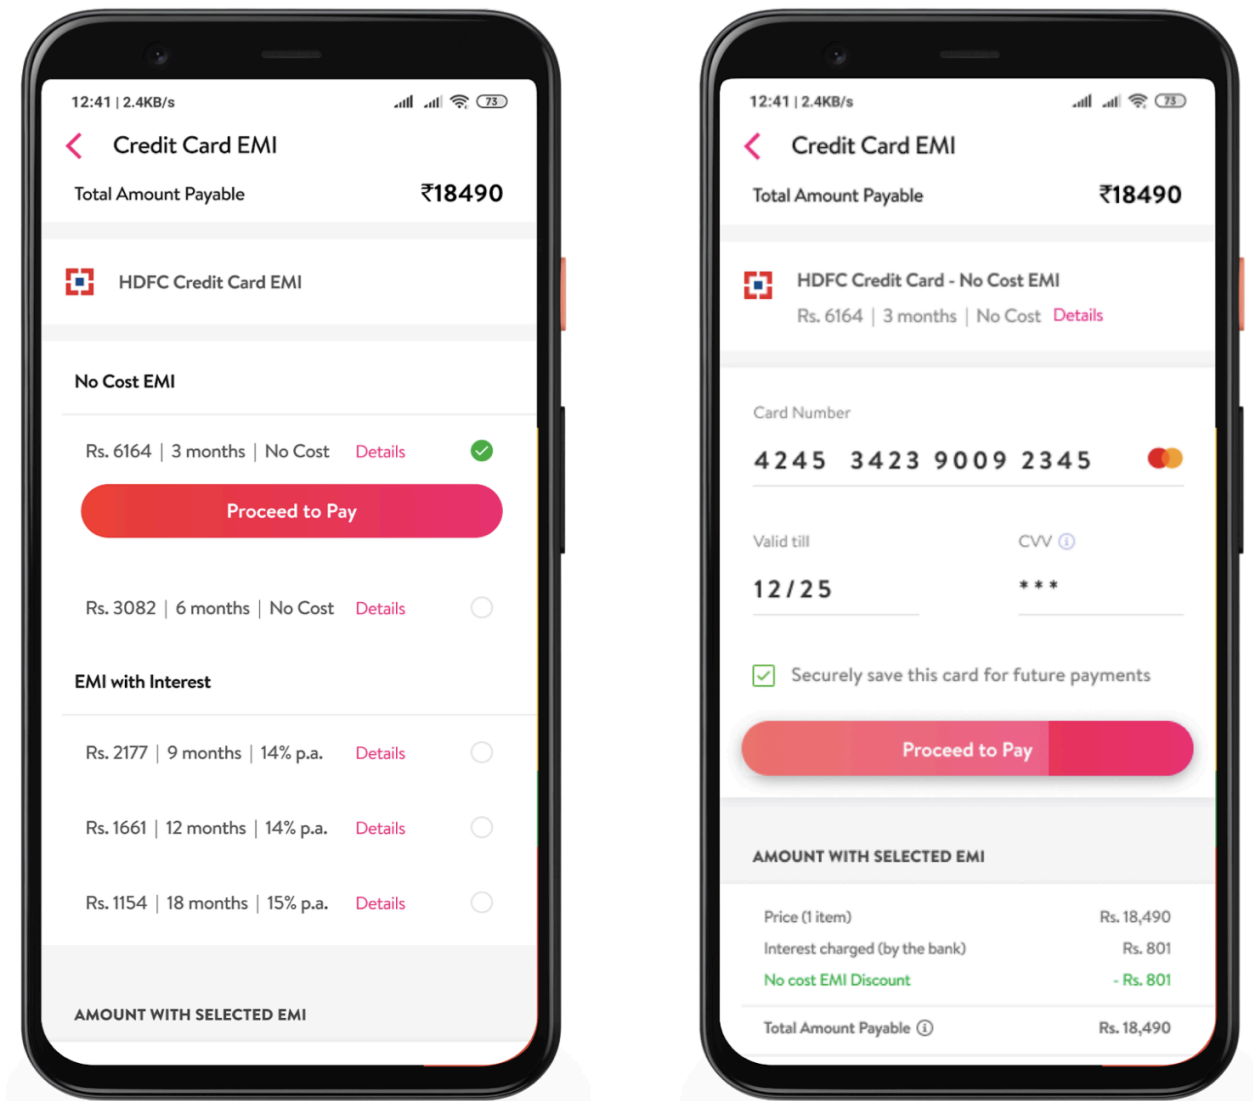 12:41 | 2.4KB/s
73
Credit Card EMI
Total Amount Payable ₹18490
HDFC Credit Card EMI
No Cost EMI
Rs. 6164 | 3 months | No Cost Details
Proceed to Pay
Rs. 3082 | 6 months | No Cost Details
EMI with Interest
Rs. 2177 | 9 months | 14% p.a. Details
Rs. 1661 | 12 months | 14% p.a. Details
Rs. 1154 | 18 months | 15% p.a. Details
AMOUNT WITH SELECTED EMI
12:41 | 2.4KB/s
73
Credit Card EMI
Total Amount Payable ₹18490
HDFC Credit Card - No Cost EMI
Rs. 6164 | 3 months | No Cost Details
Card Number
4245 3423 9009 2345
Valid till CVV
12/25 ***
Securely save this card for future payments
Proceed to Pay
AMOUNT WITH SELECTED EMI
Price (1 item) Rs. 18,490
Interest charged (by the bank) Rs. 801
No cost EMI Discount - Rs. 801
Total Amount Payable Rs. 18,490